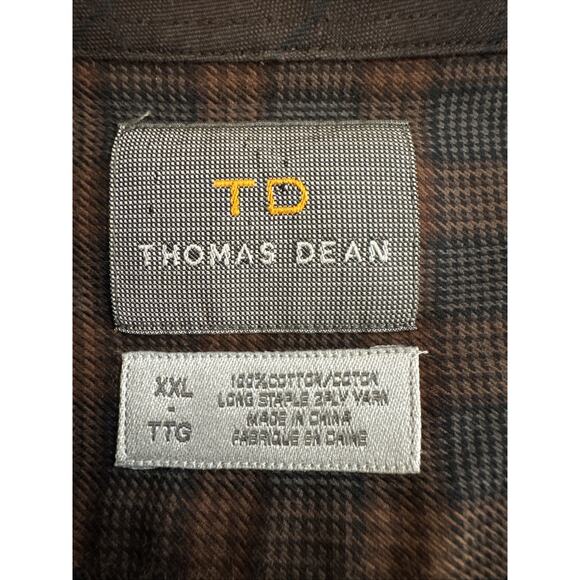 TD
THOMAS DEAN
XXL
-
TTG
100% COTTON/COTON
LONG STAPLE 2PLY YARN
MADE IN CHINA
FABRIQUE EN CHINE